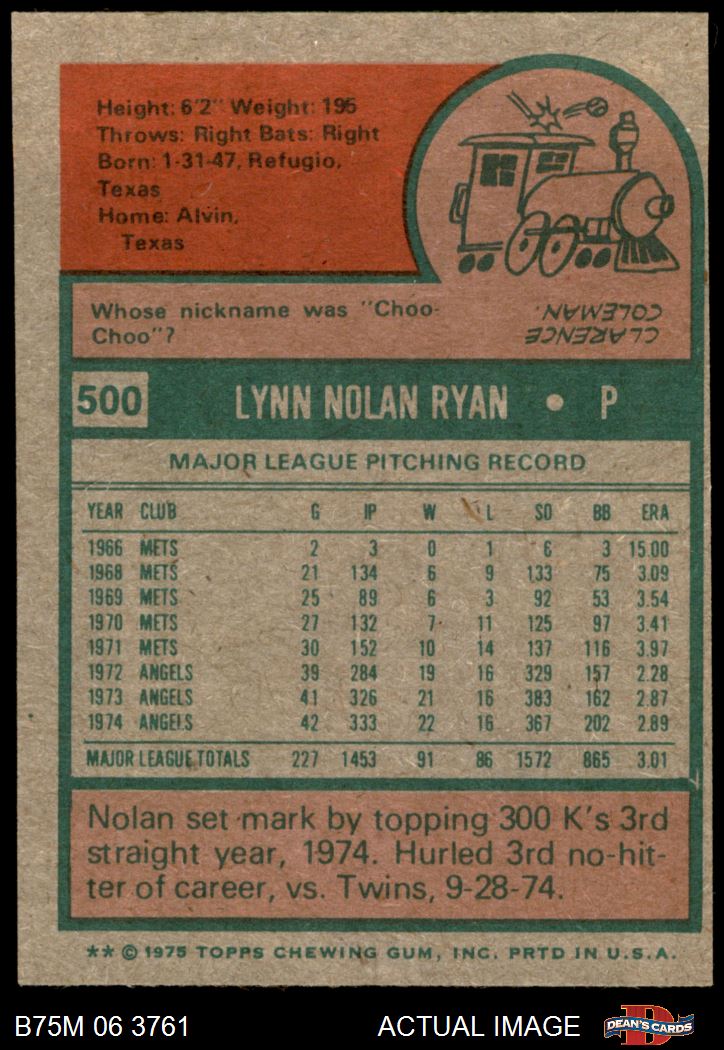 Height: 6'2" Weight: 195
Throws: Right Bats: Right
Born: 1-31-47, Refugio,
Texas
Home: Alvin,
Texas
Whose nickname was "Choo-
Choo"?
CLARENCE
COLEMAN.
500 LYNN NOLAN RYAN • P
MAJOR LEAGUE PITCHING RECORD
YEAR CLUB G IP W L SO BB ERA
1966 METS 2 3 0 1 6 3 15.00
1968 METS 21 134 6 9 133 75 3.09
1969 METS 25 89 6 3 92 53 3.54
1970 METS 27 132 7 11 125 97 3.41
1971 METS 30 152 10 14 137 116 3.97
1972 ANGELS 39 284 19 16 329 157 2.28
1973 ANGELS 41 326 21 16 383 162 2.87
1974 ANGELS 42 333 22 16 367 202 2.89
MAJOR LEAGUE TOTALS 227 1453 91 86 1572 865 3.01
Nolan set mark by topping 300 K's 3rd
straight year, 1974. Hurled 3rd no-hit-
ter of career, vs. Twins, 9-28-74.
** © 1975 TOPPS CHEWING GUM, INC. PRTD IN U.S.A.
B75M 06 3761 ACTUAL IMAGE DEAN'S CARDS